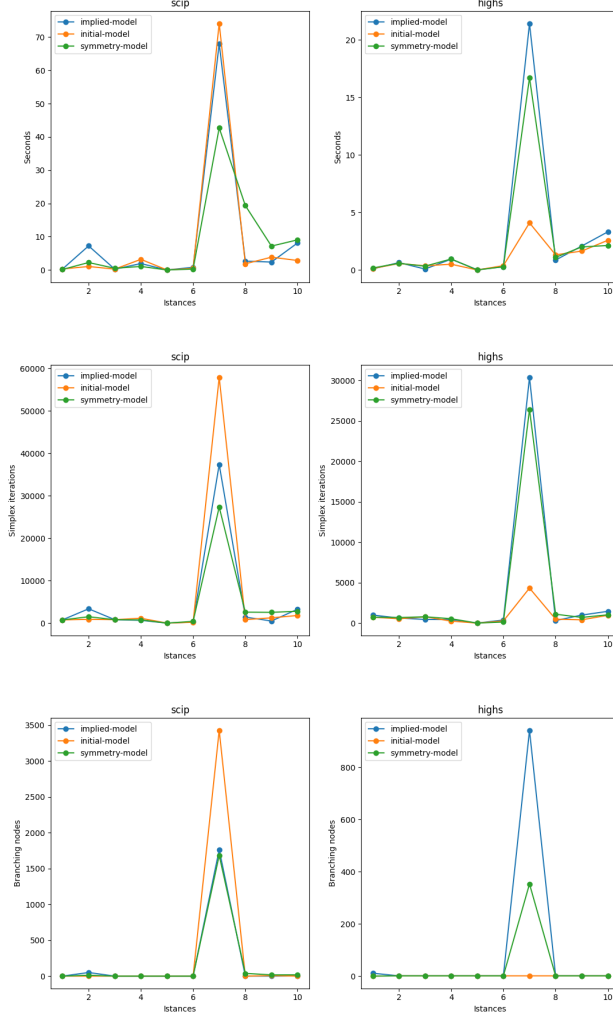 scip
70
60
50
40
30
20
10
0
Seconds
implied-model
initial-model
symmetry-model
2
4
6
8
10
Istances
highs
20
15
10
5
0
Seconds
implied-model
initial-model
symmetry-model
2
4
6
8
10
Istances
scip
60000
50000
40000
30000
20000
10000
0
Simplex iterations
implied-model
initial-model
symmetry-model
2
4
6
8
10
Istances
highs
30000
25000
20000
15000
10000
5000
0
Simplex iterations
implied-model
initial-model
symmetry-model
2
4
6
8
10
Istances
scip
3500
3000
2500
2000
1500
1000
500
0
Branching nodes
implied-model
initial-model
symmetry-model
2
4
6
8
10
Istances
highs
800
600
400
200
0
Branching nodes
implied-model
initial-model
symmetry-model
2
4
6
8
10
Istances